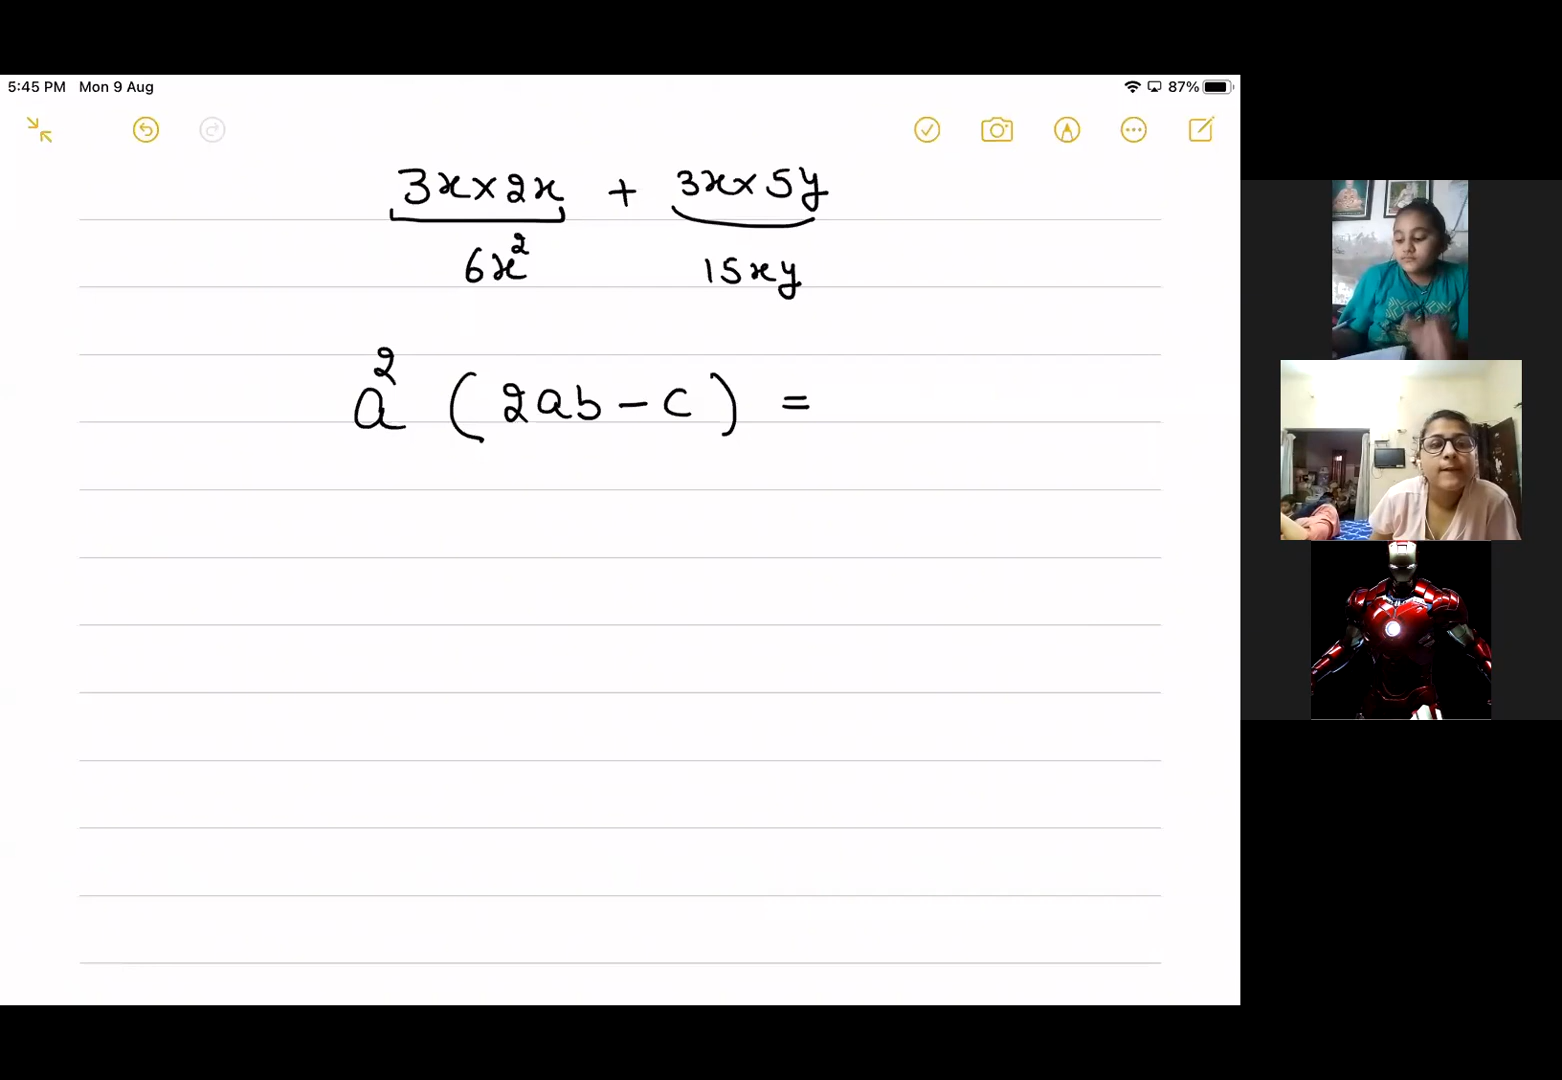 5:45 PM Mon 9 Aug 87%
3x×2x + 3x×5y
6x² 15xy
a² (2ab-c) =